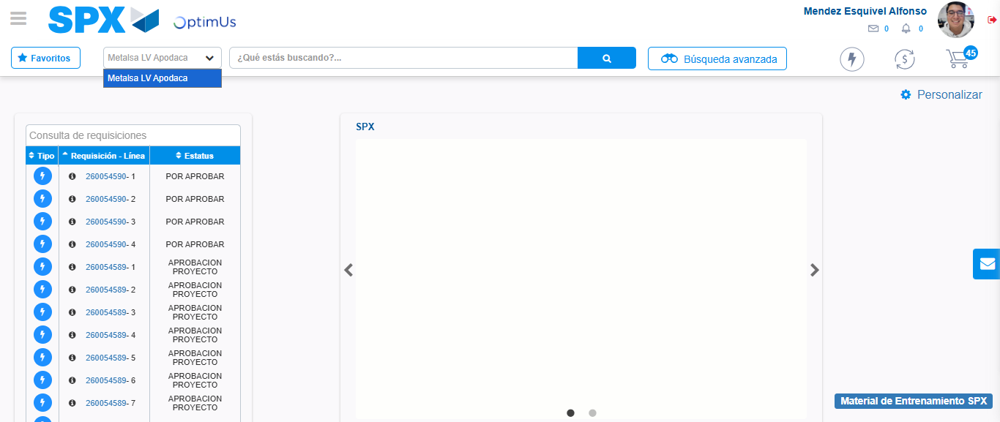 SPX
OptimUs
Mendez Esquivel Alfonso
0
0
Favoritos
Metalsa LV Apodaca
¿Qué estás buscando?...
Búsqueda avanzada
$
45
Metalsa LV Apodaca
Personalizar
Consulta de requisiciones
Tipo Requisición - Línea Estatus
260054590- 1 POR APROBAR
260054590- 2 POR APROBAR
260054590- 3 POR APROBAR
260054590- 4 POR APROBAR
260054589- 1 APROBACION
PROYECTO
260054589- 2 APROBACION
PROYECTO
260054589- 3 APROBACION
PROYECTO
260054589- 4 APROBACION
PROYECTO
260054589- 5 APROBACION
PROYECTO
260054589- 6 APROBACION
PROYECTO
260054589- 7 APROBACION
PROYECTO
SPX
Material de Entrenamiento SPX